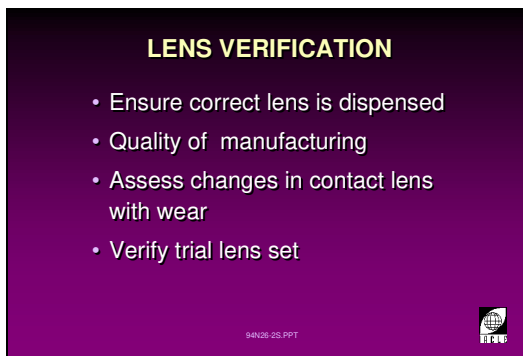 LENS VERIFICATION
• Ensure correct lens is dispensed
• Quality of manufacturing
• Assess changes in contact lens
with wear
• Verify trial lens set
94N26-2S.PPT
IACLE